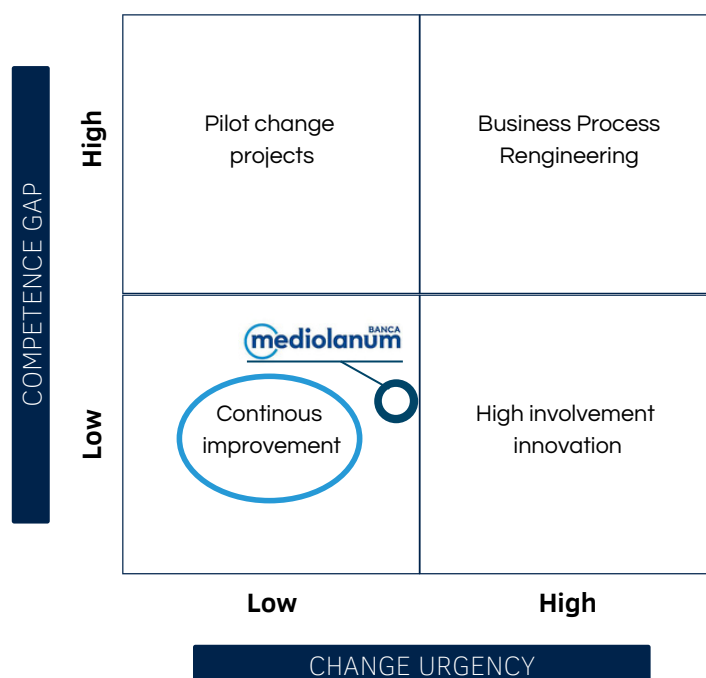 COMPETENCE GAP
High
Low
Pilot change
projects
Business Process
Rengineering
BANCA
mediolanum
Continous
improvement
High involvement
innovation
Low
High
CHANGE URGENCY